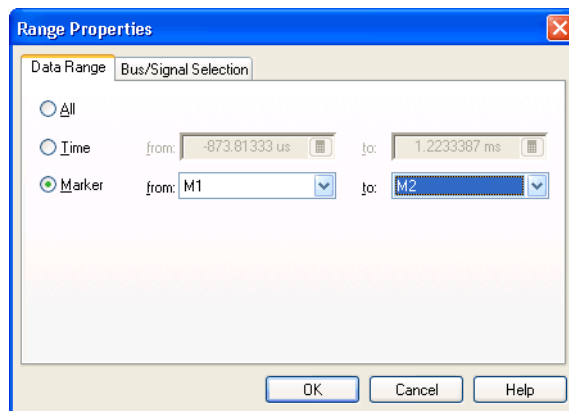 Range Properties
Data Range Bus/Signal Selection
All
Time from: -873.81333 us to: 1.2233387 ms
Marker from: M1 to: M2
OK Cancel Help